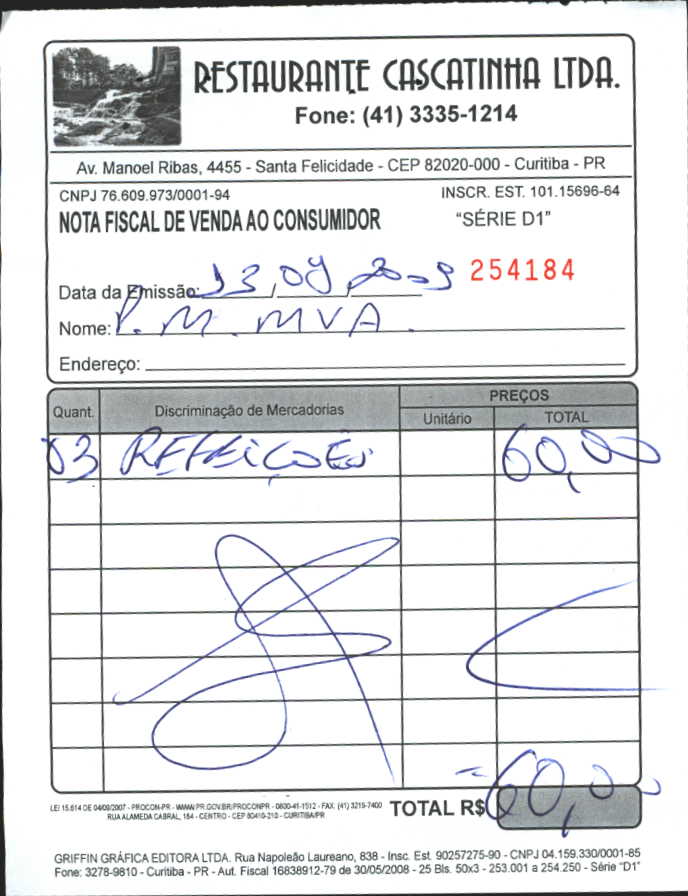 RESTAURANTE CASCATINHA LTDA.
Fone: (41) 3335-1214
Av. Manoel Ribas, 4455 - Santa Felicidade - CEP 82020-000 - Curitiba - PR
CNPJ 76.609.973/0001-94 INSCR. EST. 101.15696-64
NOTA FISCAL DE VENDA AO CONSUMIDOR "SÉRIE D1"
Data da Emissão: 13,09,2009 254184
Nome: P. M. MVA.
Endereço:
Quant. Discriminação de Mercadorias PREÇOS
Unitário TOTAL
03 REFEIÇÕES 60,00
TOTAL R$ 60,00
LEI 15.614 DE 04/09/2007 - PROCON-PR - WWW.PR.GOV.BR/PROCONPR - 0800-41-1512 - FAX. (41) 3219-7400
RUA ALAMEDA CABRAL, 184 - CENTRO - CEP 80410-210 - CURITIBA/PR
GRIFFIN GRÁFICA EDITORA LTDA. Rua Napoleão Laureano, 838 - Insc. Est. 90257275-90 - CNPJ 04.159.330/0001-85
Fone: 3278-9810 - Curitiba - PR - Aut. Fiscal 16838912-79 de 30/05/2008 - 25 Bls. 50x3 - 253.001 a 254.250 - Série "D1"